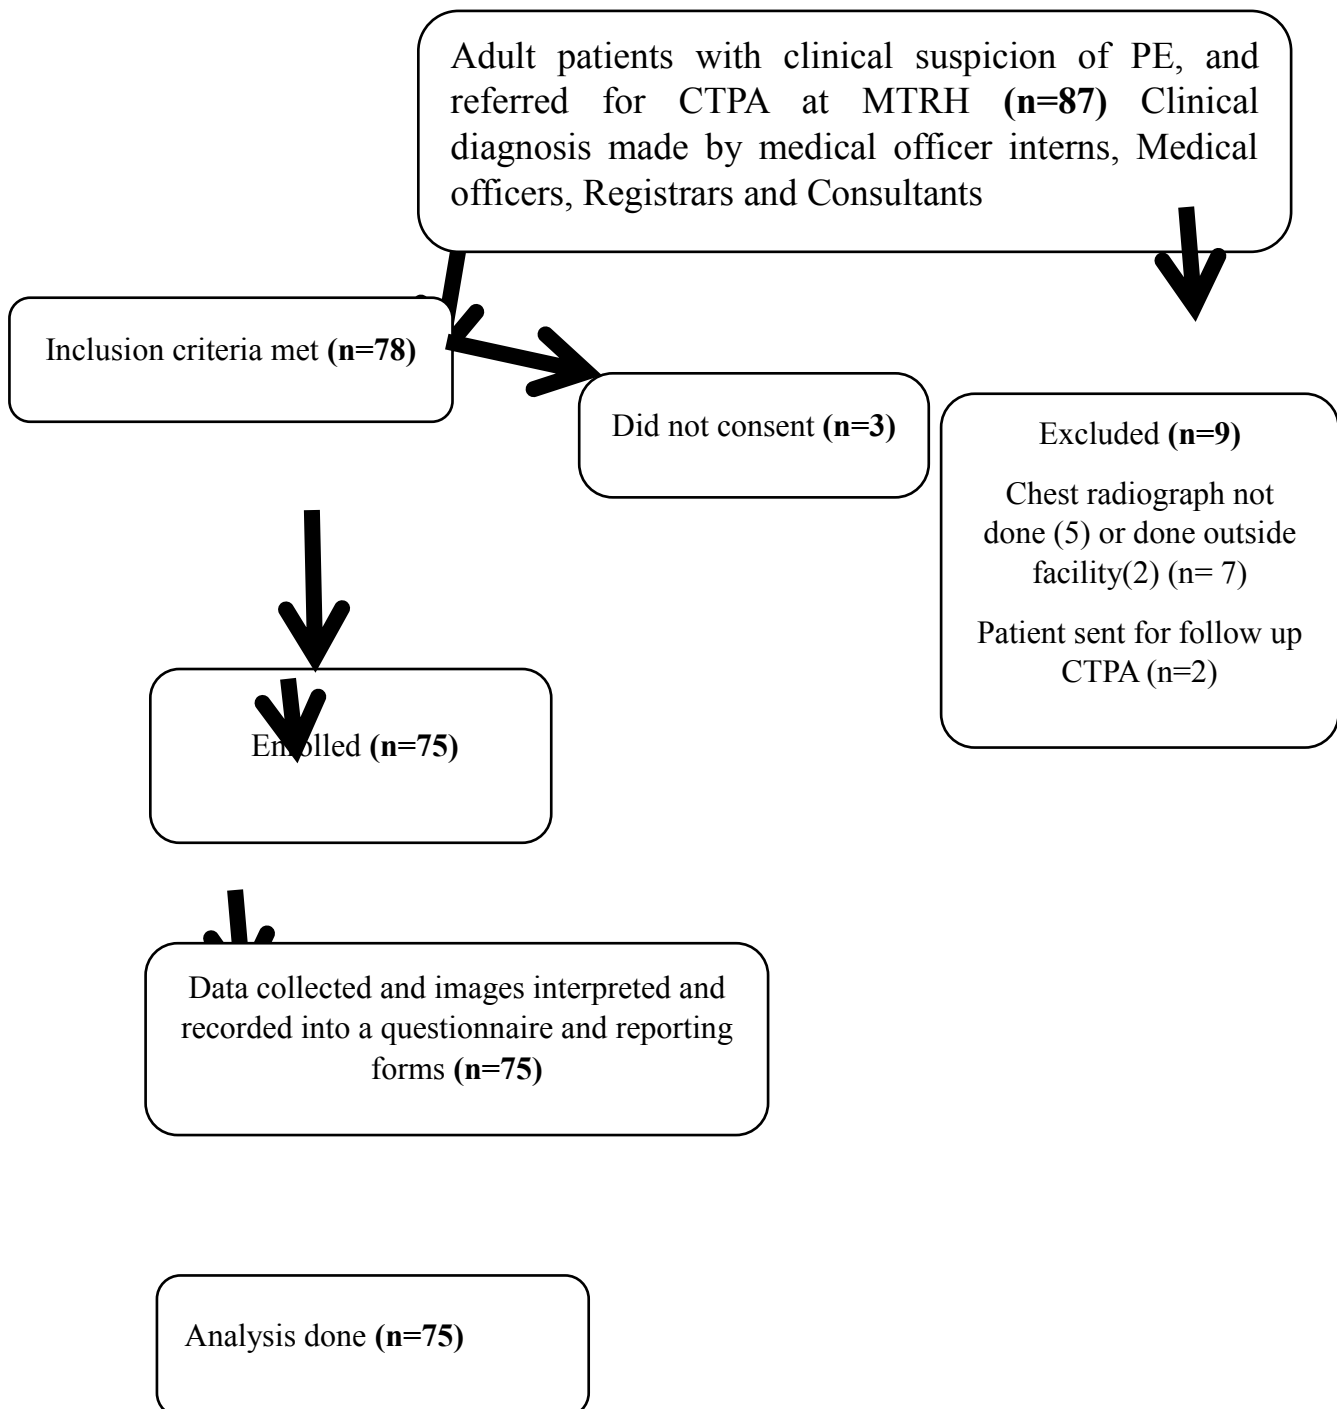 Adult patients with clinical suspicion of PE, and
referred for CTPA at MTRH (n=87) Clinical
diagnosis made by medical officer interns, Medical
officers, Registrars and Consultants
Inclusion criteria met (n=78)
Did not consent (n=3)
Excluded (n=9)
Chest radiograph not
done (5) or done outside
facility(2) (n= 7)
Patient sent for follow up
CTPA (n=2)
Enrolled (n=75)
Data collected and images interpreted and
recorded into a questionnaire and reporting
forms (n=75)
Analysis done (n=75)